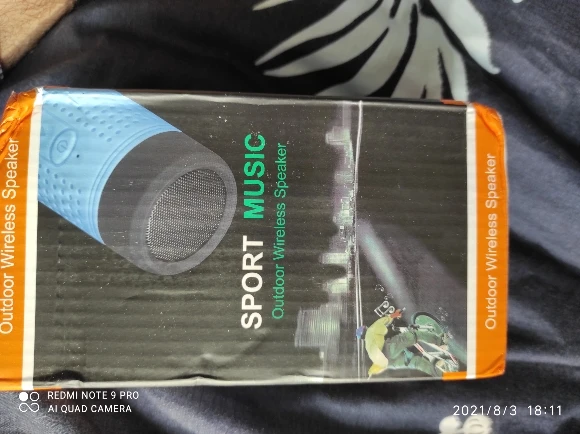 Outdoor Wireless Speaker
SPORT MUSIC
Outdoor Wireless Speaker
Outdoor Wireless Speaker
REDMI NOTE 9 PRO
AI QUAD CAMERA
2021/8/3 18:11